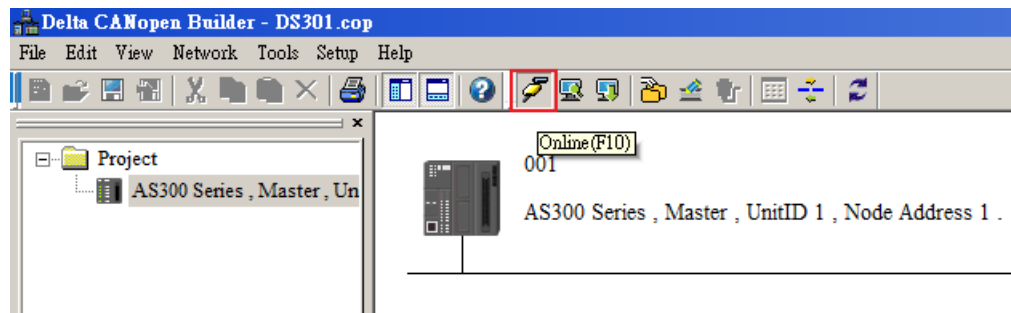 Delta CANopen Builder - DS301.cop
File Edit View Network Tools Setup Help
Project
AS300 Series , Master , Un
Online(F10)
001
AS300 Series , Master , UnitID 1 , Node Address 1 .